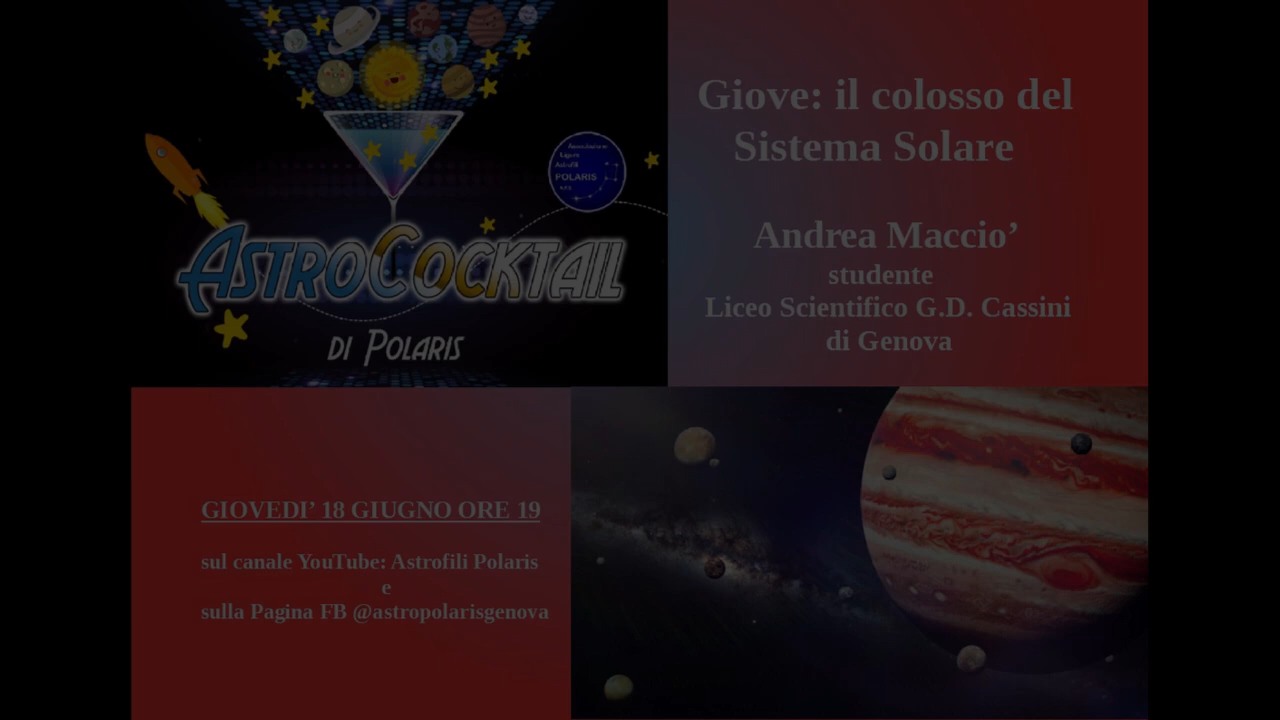 Giove: il colosso del
Sistema Solare
Andrea Maccio’
studente
Liceo Scientifico G.D. Cassini
di Genova
Associazione
Ligure
Astrofili
POLARIS
ASTROCOCKTAIL
DI POLARIS
GIOVEDI’ 18 GIUGNO ORE 19
sul canale YouTube: Astrofili Polaris
e
sulla Pagina FB @astropolarisgenova